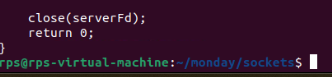 close(serverFd);
return 0;
}
rps@rps-virtual-machine:~/monday/sockets$